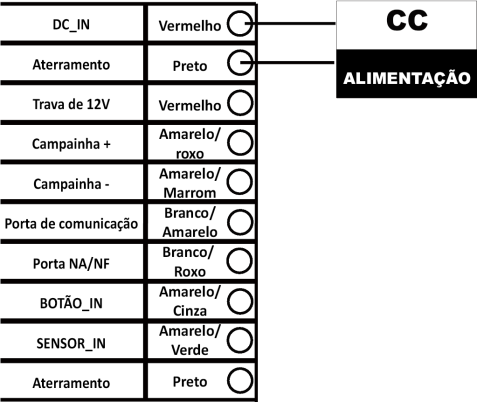 DC_IN Vermelho
CC
Aterramento Preto
ALIMENTAÇÃO
Trava de 12V Vermelho
Campainha + Amarelo/
roxo
Campainha - Amarelo/
Marrom
Porta de comunicação Branco/
Amarelo
Porta NA/NF Branco/
Roxo
BOTÃO_IN Amarelo/
Cinza
SENSOR_IN Amarelo/
Verde
Aterramento Preto